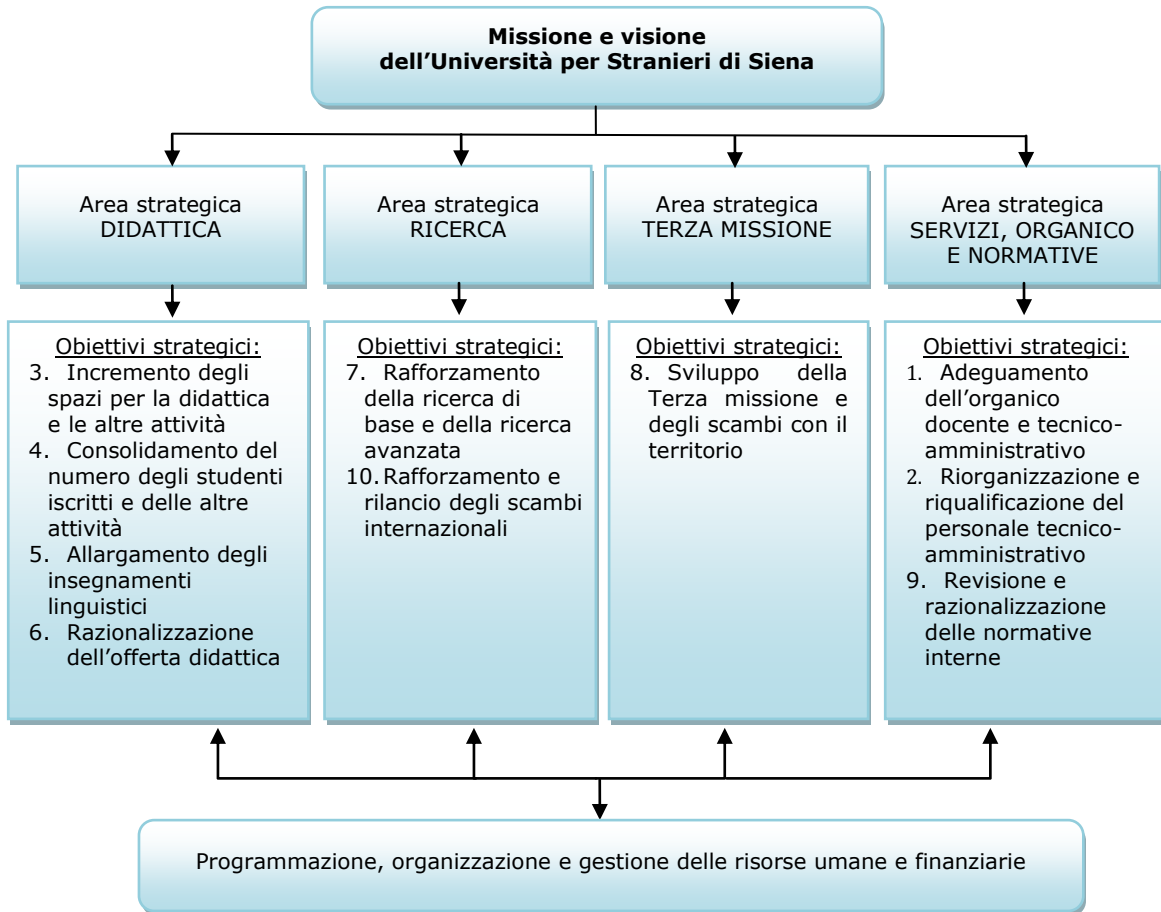 Missione e visione
dell’Università per Stranieri di Siena
Area strategica
DIDATTICA
Area strategica
RICERCA
Area strategica
TERZA MISSIONE
Area strategica
SERVIZI, ORGANICO
E NORMATIVE
Obiettivi strategici:
3. Incremento degli
spazi per la didattica
e le altre attività
4. Consolidamento del
numero degli studenti
iscritti e delle altre
attività
5. Allargamento degli
insegnamenti
linguistici
6. Razionalizzazione
dell’offerta didattica
Obiettivi strategici:
7. Rafforzamento
della ricerca di
base e della ricerca
avanzata
10. Rafforzamento e
rilancio degli scambi
internazionali
Obiettivi strategici:
8. Sviluppo della
Terza missione e
degli scambi con il
territorio
Obiettivi strategici:
1. Adeguamento
dell’organico
docente e tecnico-
amministrativo
2. Riorganizzazione e
riqualificazione del
personale tecnico-
amministrativo
9. Revisione e
razionalizzazione
delle normative
interne
Programmazione, organizzazione e gestione delle risorse umane e finanziarie